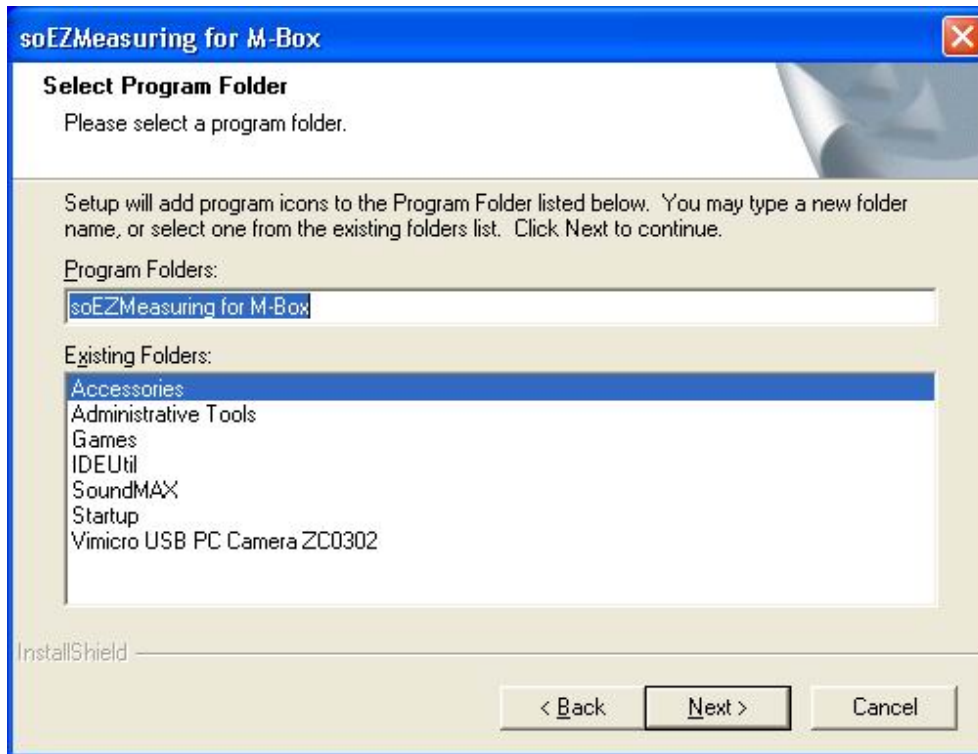 soEZMeasuring for M-Box
Select Program Folder
Please select a program folder.
Setup will add program icons to the Program Folder listed below. You may type a new folder
name, or select one from the existing folders list. Click Next to continue.
Program Folders:
soEZMeasuring for M-Box
Existing Folders:
Accessories
Administrative Tools
Games
IDEUtil
SoundMAX
Startup
Vimicro USB PC Camera ZC0302
InstallShield
< Back
Next >
Cancel